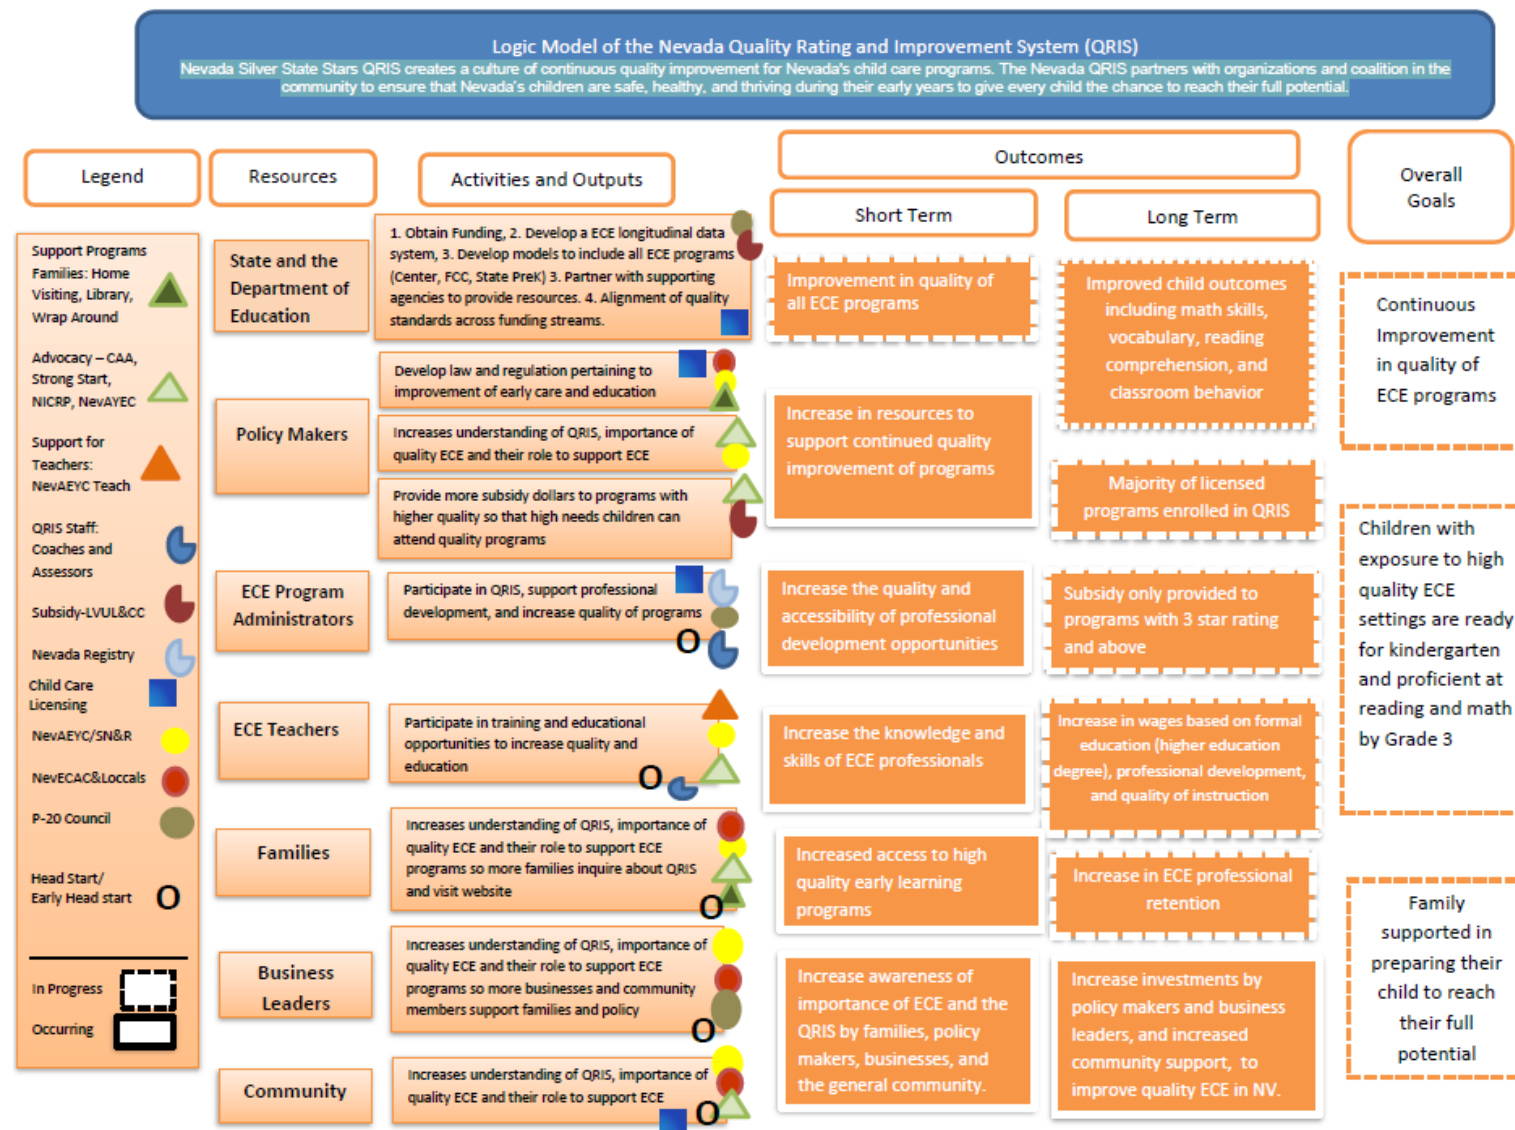 Logic Model of the Nevada Quality Rating and Improvement System (QRIS)
Nevada Silver State Stars QRIS creates a culture of continuous quality improvement for Nevada's child care programs. The Nevada QRIS partners with organizations and coalition in the
community to ensure that Nevada's children are safe, healthy, and thriving during their early years to give every child the chance to reach their full potential.
Legend
Resources
Activities and Outputs
Outcomes
Short Term
Long Term
Overall
Goals
Support Programs
Families: Home
Visiting, Library,
Wrap Around
Advocacy – CAA,
Strong Start,
NICRP, NevAYEC
Support for
Teachers:
NevAEYC Teach
QRIS Staff:
Coaches and
Assessors
Subsidy-LVUL&CC
Nevada Registry
Child Care
Licensing
NevAEYC/SN&R
NevECAC&Loccals
P-20 Council
Head Start/
Early Head start O
In Progress
Occurring
State and the
Department of
Education
Policy Makers
ECE Program
Administrators
ECE Teachers
Families
Business
Leaders
Community
1. Obtain Funding, 2. Develop a ECE longitudinal data
system, 3. Develop models to include all ECE programs
(Center, FCC, State PreK) 3. Partner with supporting
agencies to provide resources. 4. Alignment of quality
standards across funding streams.
Develop law and regulation pertaining to
improvement of early care and education
Increases understanding of QRIS, importance of
quality ECE and their role to support ECE
Provide more subsidy dollars to programs with
higher quality so that high needs children can
attend quality programs
Participate in QRIS, support professional
development, and increase quality of programs
O
Participate in training and educational
opportunities to increase quality and
education
O
Increases understanding of QRIS, importance of
quality ECE and their role to support ECE
programs so more families inquire about QRIS
and visit website
O
Increases understanding of QRIS, importance of
quality ECE and their role to support ECE
programs so more businesses and community
members support families and policy
O
Increases understanding of QRIS, importance of
quality ECE and their role to support ECE
O
Improvement in quality of
all ECE programs
Increase in resources to
support continued quality
improvement of programs
Increase the quality and
accessibility of professional
development opportunities
Increase the knowledge and
skills of ECE professionals
Increased access to high
quality early learning
programs
Increase awareness of
importance of ECE and the
QRIS by families, policy
makers, businesses, and
the general community.
Improved child outcomes
including math skills,
vocabulary, reading
comprehension, and
classroom behavior
Majority of licensed
programs enrolled in QRIS
Subsidy only provided to
programs with 3 star rating
and above
Increase in wages based on formal
education (higher education
degree), professional development,
and quality of instruction
Increase in ECE professional
retention
Increase investments by
policy makers and business
leaders, and increased
community support, to
improve quality ECE in NV.
Continuous
Improvement
in quality of
ECE programs
Children with
exposure to high
quality ECE
settings are ready
for kindergarten
and proficient at
reading and math
by Grade 3
Family
supported in
preparing their
child to reach
their full
potential